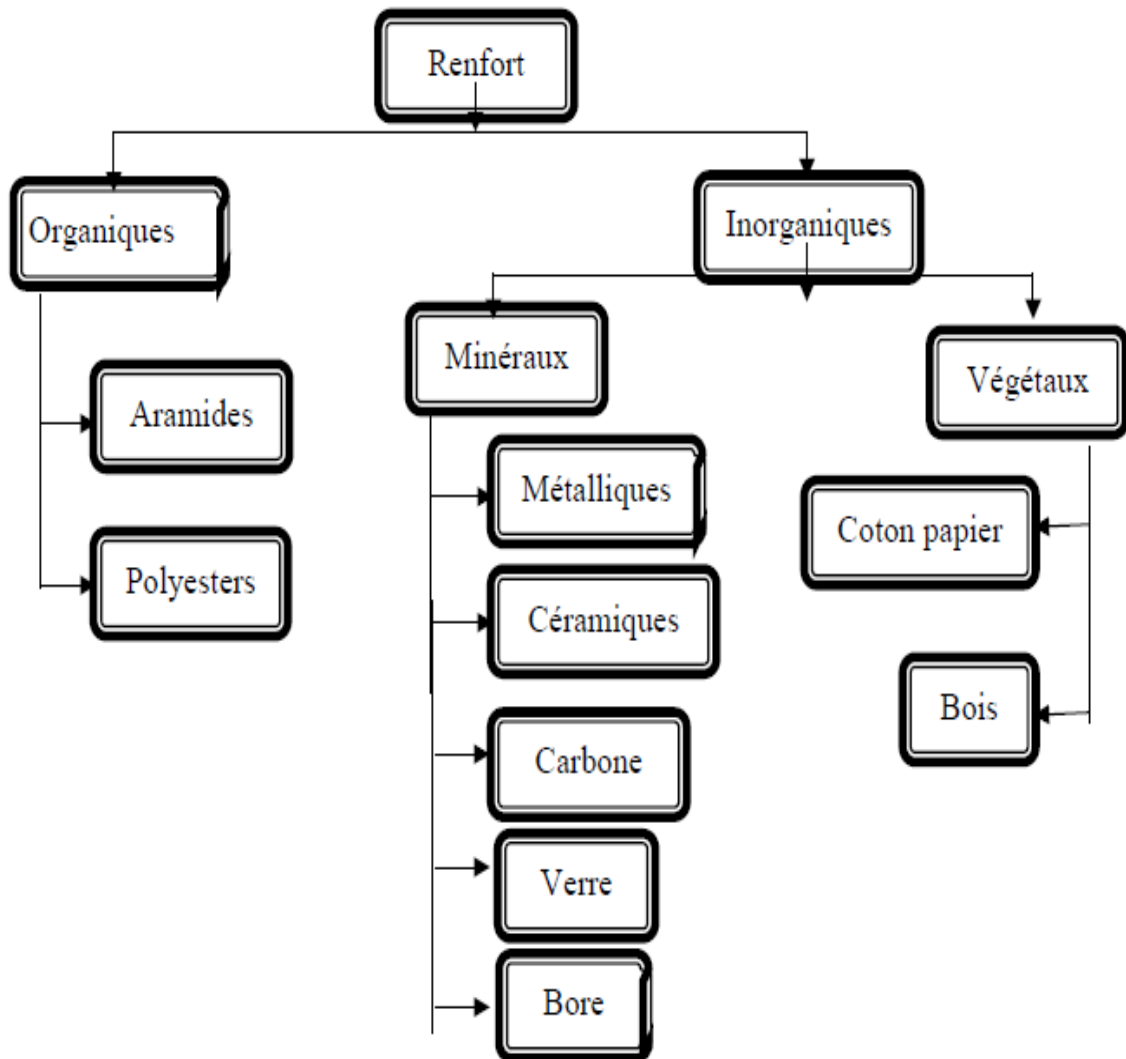 Renfort
Organiques
Inorganiques
Minéraux
Végétaux
Aramides
Métalliques
Coton papier
Polyesters
Céramiques
Bois
Carbone
Verre
Bore